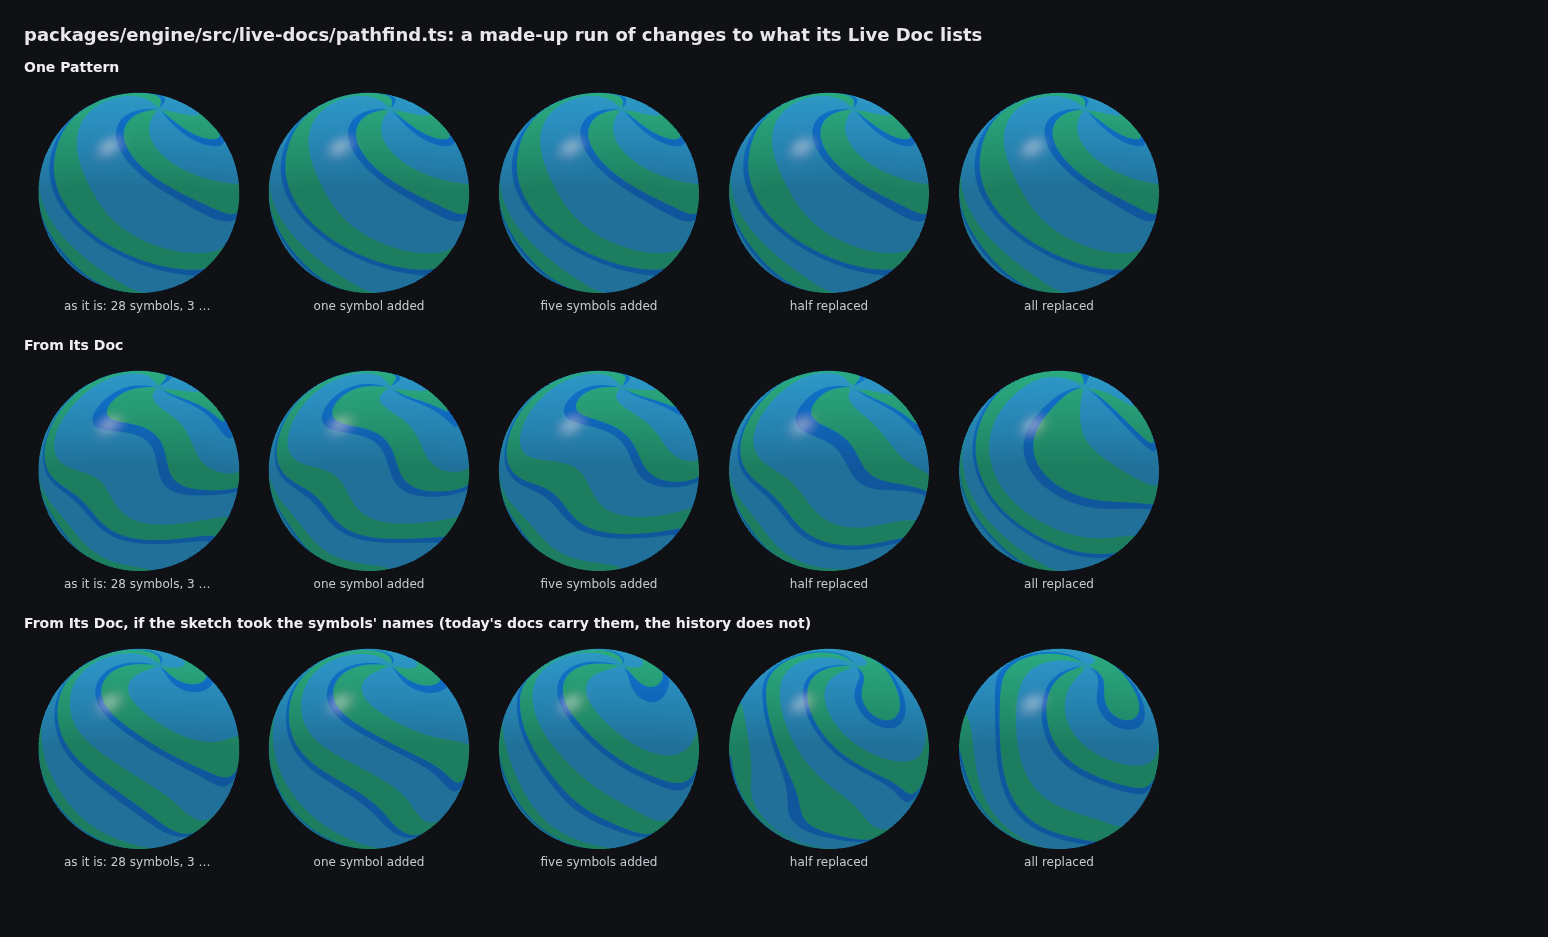 packages/engine/src/live-docs/pathfind.ts: a made-up run of changes to what its Live Doc lists
One Pattern
as it is: 28 symbols, 3 ...
one symbol added
five symbols added
half replaced
all replaced
From Its Doc
as it is: 28 symbols, 3 ...
one symbol added
five symbols added
half replaced
all replaced
From Its Doc, if the sketch took the symbols' names (today's docs carry them, the history does not)
as it is: 28 symbols, 3 ...
one symbol added
five symbols added
half replaced
all replaced